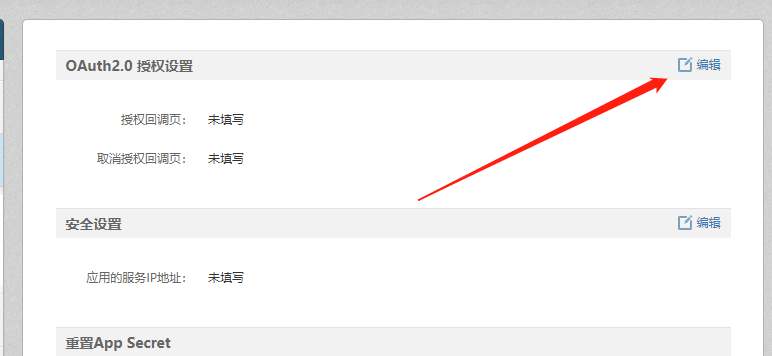 OAuth2.0 授权设置 编辑
授权回调页： 未填写
取消授权回调页： 未填写
安全设置 编辑
应用的服务IP地址： 未填写
重置App Secret